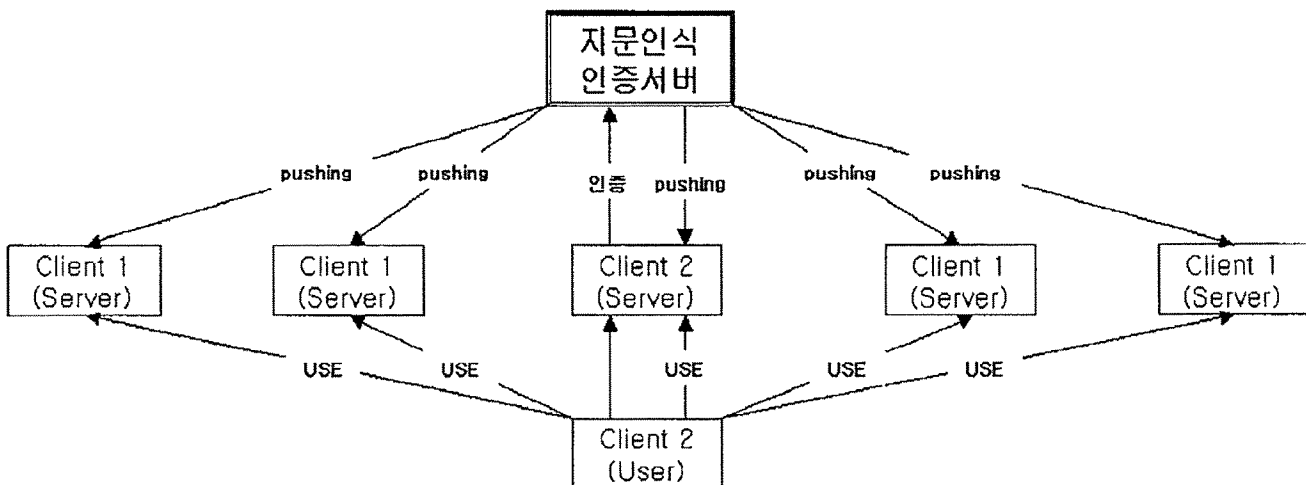 지문인식
인증서버
pushing
pushing
인증
pushing
pushing
pushing
Client 1
(Server)
Client 1
(Server)
Client 2
(Server)
Client 1
(Server)
Client 1
(Server)
USE
USE
USE
USE
USE
Client 2
(User)